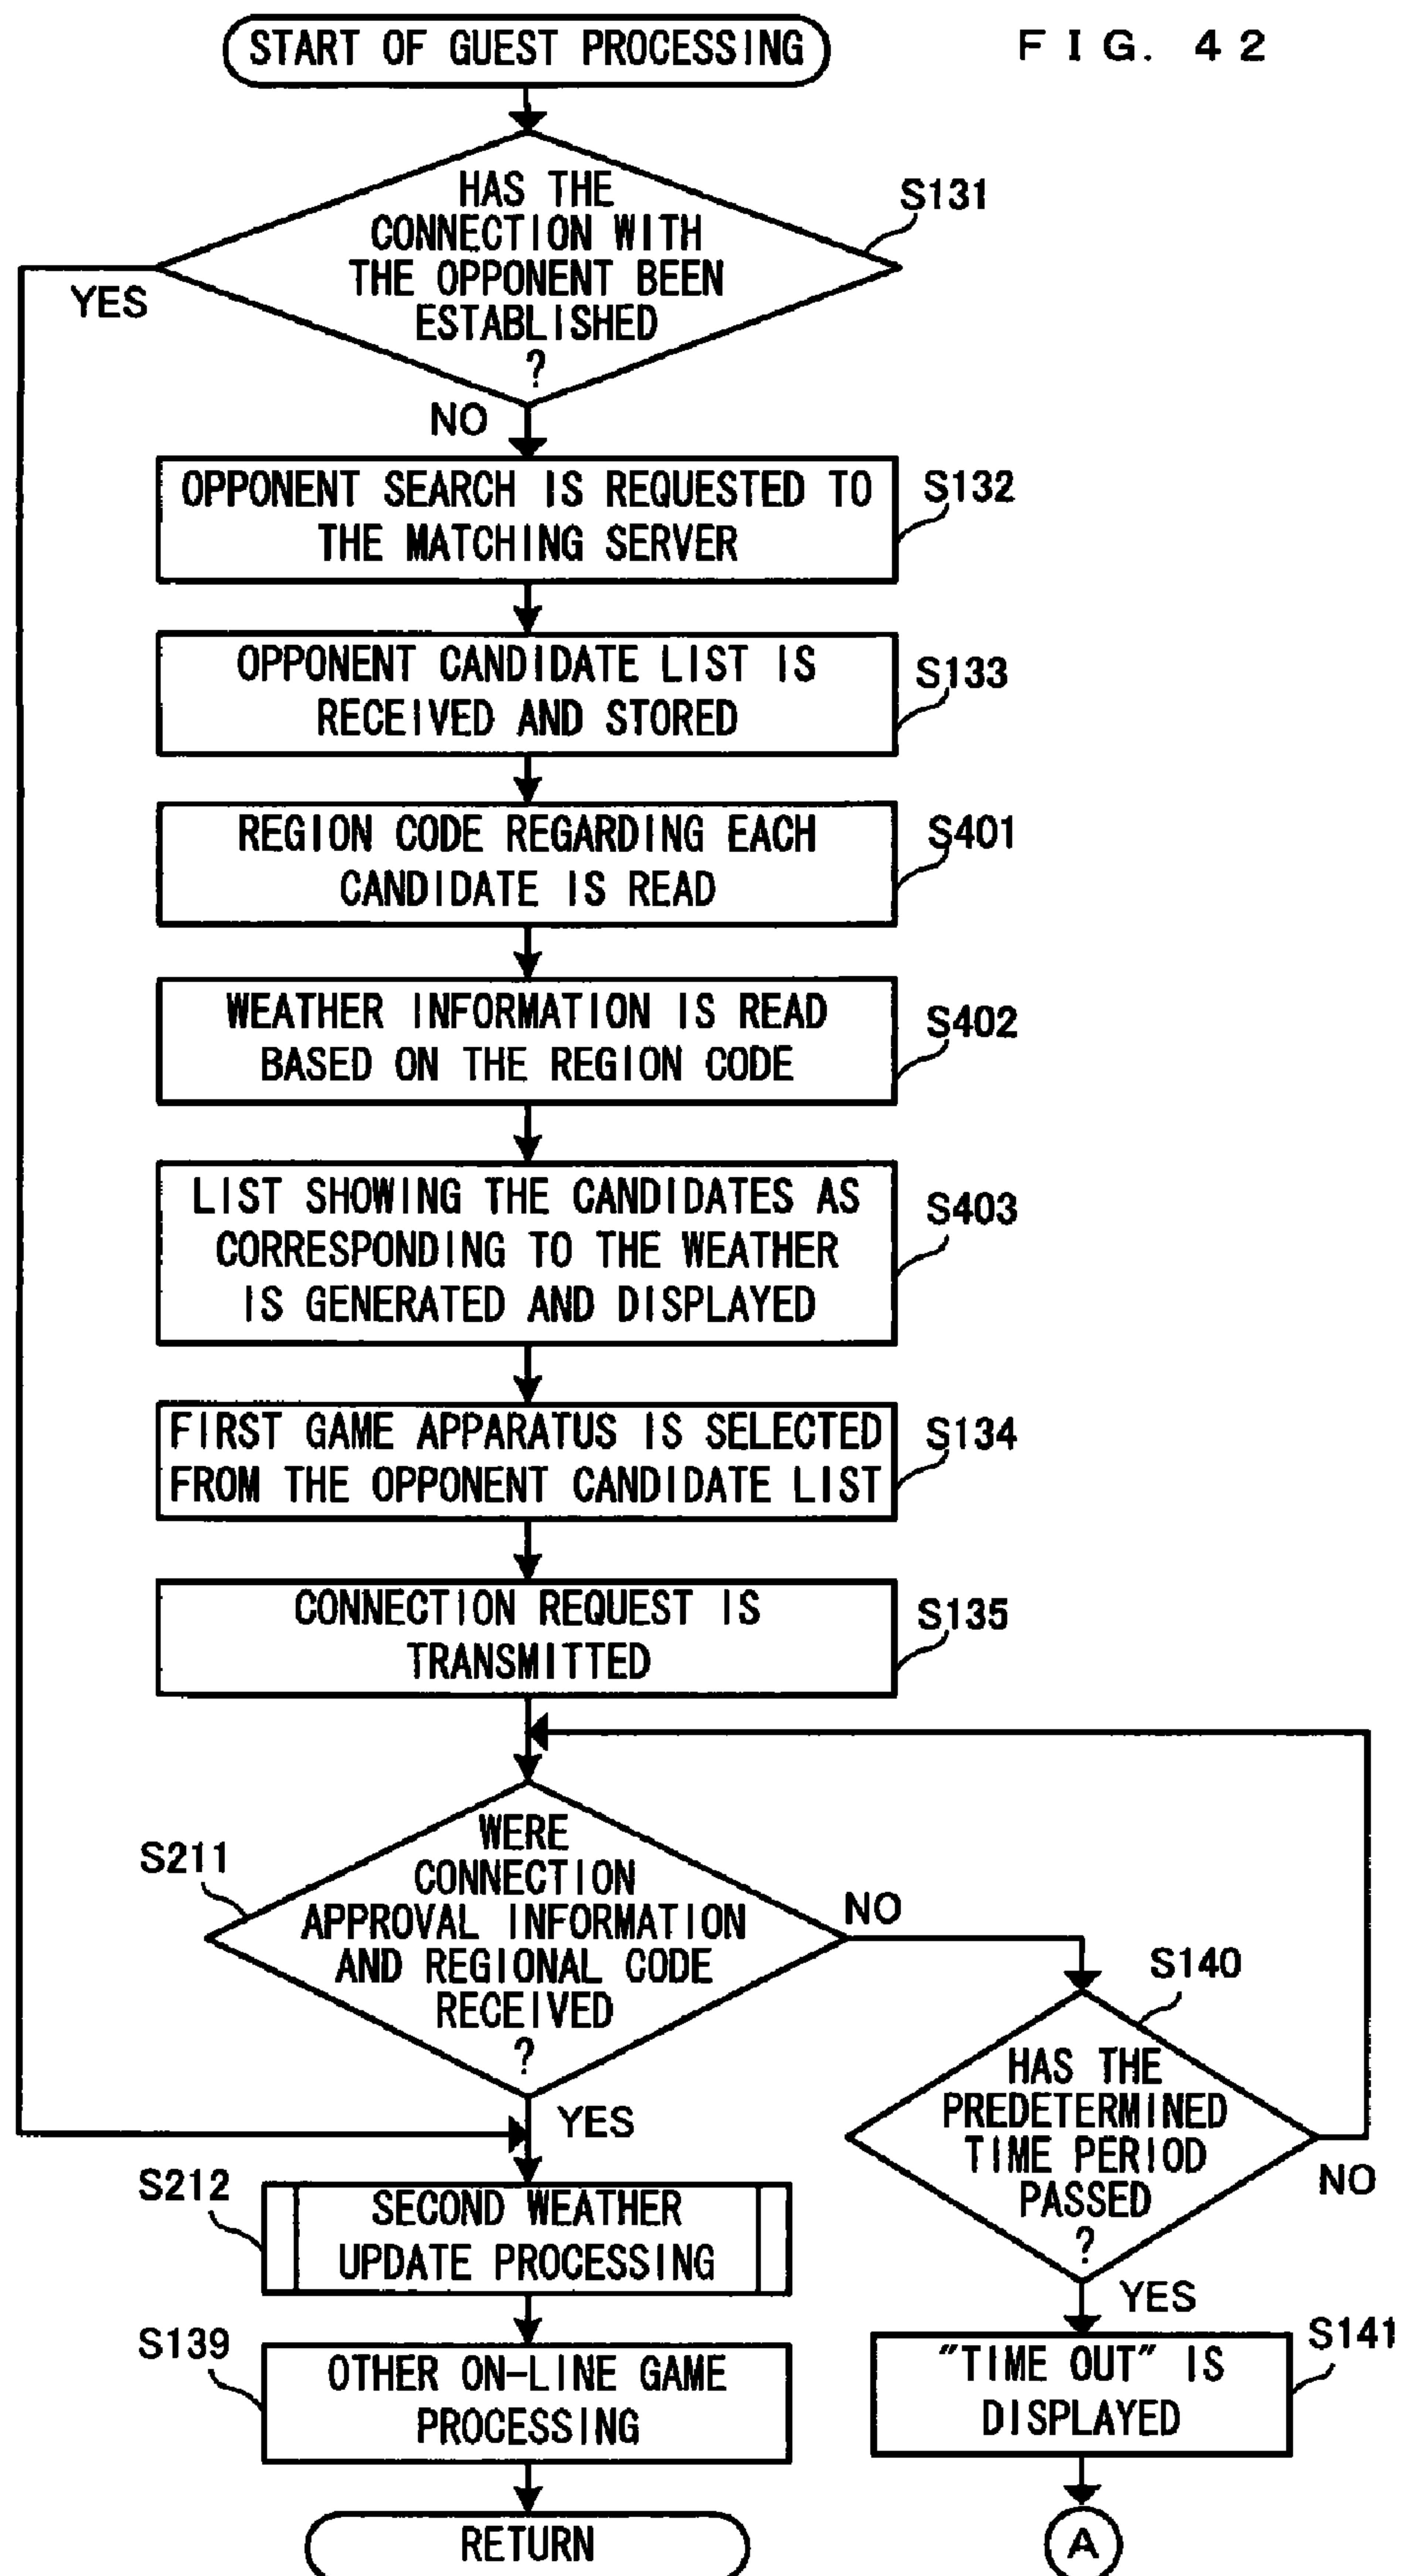 START OF GUEST PROCESSING
FIG. 42
HAS THE
CONNECTION WITH
THE OPPONENT BEEN
ESTABLISHED
?
S131
YES
NO
OPPONENT SEARCH IS REQUESTED TO
THE MATCHING SERVER
S132
OPPONENT CANDIDATE LIST IS
RECEIVED AND STORED
S133
REGION CODE REGARDING EACH
CANDIDATE IS READ
S401
WEATHER INFORMATION IS READ
BASED ON THE REGION CODE
S402
LIST SHOWING THE CANDIDATES AS
CORRESPONDING TO THE WEATHER
IS GENERATED AND DISPLAYED
S403
FIRST GAME APPARATUS IS SELECTED
FROM THE OPPONENT CANDIDATE LIST
S134
CONNECTION REQUEST IS
TRANSMITTED
S135
S211
WERE
CONNECTION
APPROVAL INFORMATION
AND REGIONAL CODE
RECEIVED
?
NO
YES
S140
HAS THE
PREDETERMINED
TIME PERIOD
PASSED
?
NO
YES
S212
SECOND WEATHER
UPDATE PROCESSING
S139
OTHER ON-LINE GAME
PROCESSING
S141
"TIME OUT" IS
DISPLAYED
RETURN
A